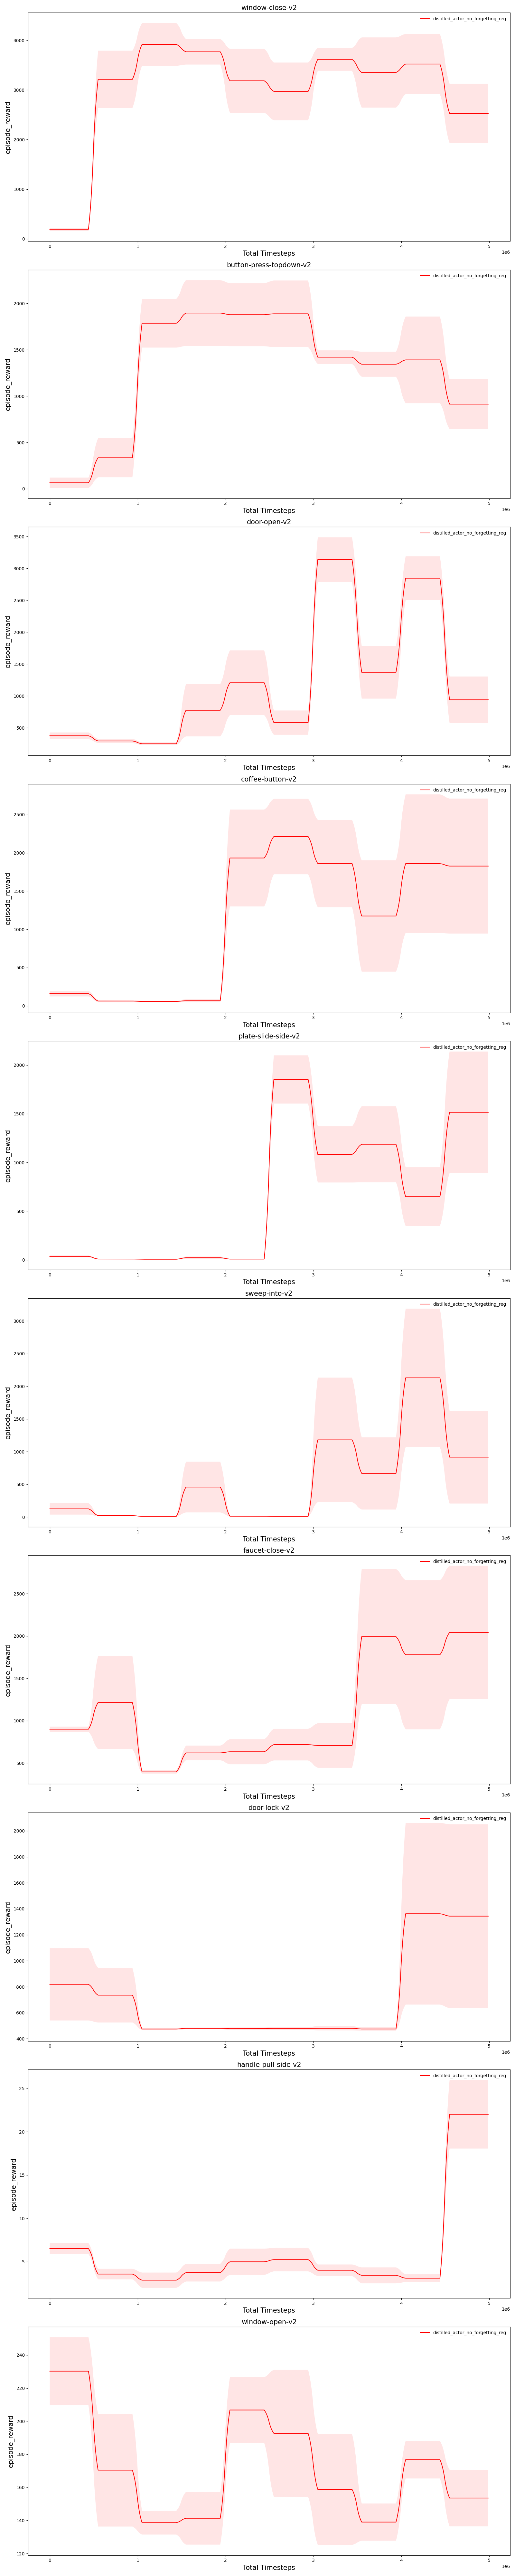 window-close-v2
distilled_actor_no_forgetting_reg
episode_reward
4000
3000
2000
1000
0
0 1 2 3 4 5
1e6
Total Timesteps
button-press-topdown-v2
distilled_actor_no_forgetting_reg
episode_reward
2000
1500
1000
500
0
0 1 2 3 4 5
1e6
Total Timesteps
door-open-v2
distilled_actor_no_forgetting_reg
episode_reward
3500
3000
2500
2000
1500
1000
500
0 1 2 3 4 5
1e6
Total Timesteps
coffee-button-v2
distilled_actor_no_forgetting_reg
episode_reward
2500
2000
1500
1000
500
0
0 1 2 3 4 5
1e6
Total Timesteps
plate-slide-side-v2
distilled_actor_no_forgetting_reg
episode_reward
2000
1500
1000
500
0
0 1 2 3 4 5
1e6
Total Timesteps
sweep-into-v2
distilled_actor_no_forgetting_reg
episode_reward
3000
2500
2000
1500
1000
500
0
0 1 2 3 4 5
1e6
Total Timesteps
faucet-close-v2
distilled_actor_no_forgetting_reg
episode_reward
2500
2000
1500
1000
500
0 1 2 3 4 5
1e6
Total Timesteps
door-lock-v2
distilled_actor_no_forgetting_reg
episode_reward
2000
1800
1600
1400
1200
1000
800
600
400
0 1 2 3 4 5
1e6
Total Timesteps
handle-pull-side-v2
distilled_actor_no_forgetting_reg
episode_reward
25
20
15
10
5
0 1 2 3 4 5
1e6
Total Timesteps
window-open-v2
distilled_actor_no_forgetting_reg
episode_reward
240
220
200
180
160
140
120
0 1 2 3 4 5
1e6
Total Timesteps